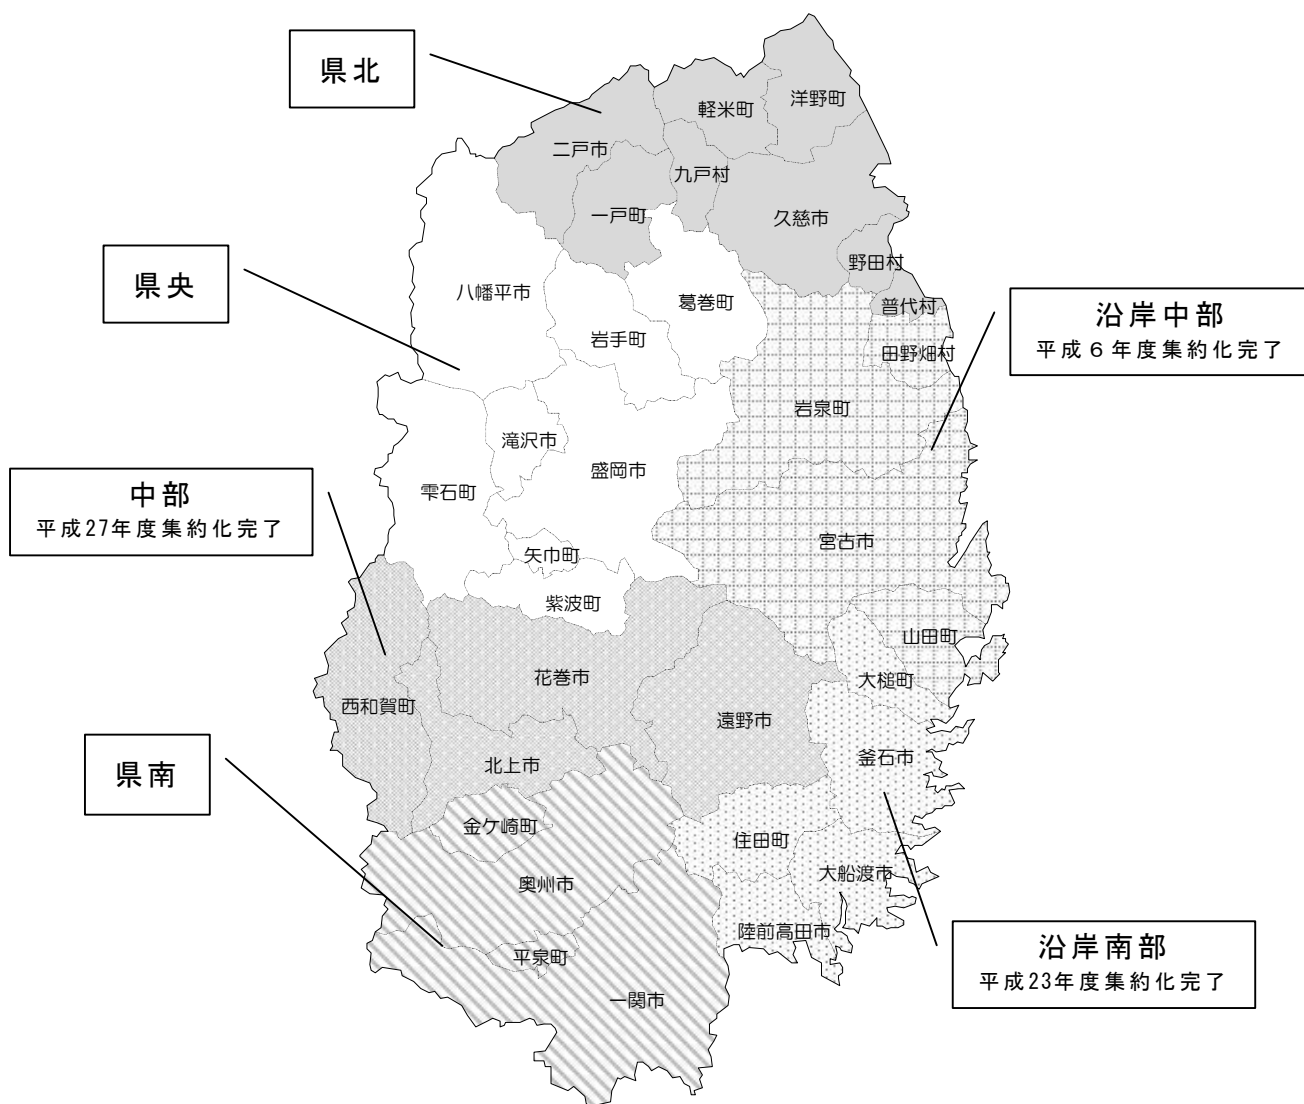 県北
軽米町
洋野町
二戸市
九戸村
一戸町
久慈市
野田村
県央
八幡平市
葛巻町
普代村
岩手町
田野畑村
沿岸中部
平成６年度集約化完了
岩泉町
滝沢市
盛岡市
雫石町
中部
平成27年度集約化完了
宮古市
矢巾町
紫波町
山田町
花巻市
大槌町
西和賀町
遠野市
県南
北上市
釜石市
金ケ崎町
住田町
奥州市
大船渡市
陸前高田市
平泉町
沿岸南部
平成23年度集約化完了
一関市